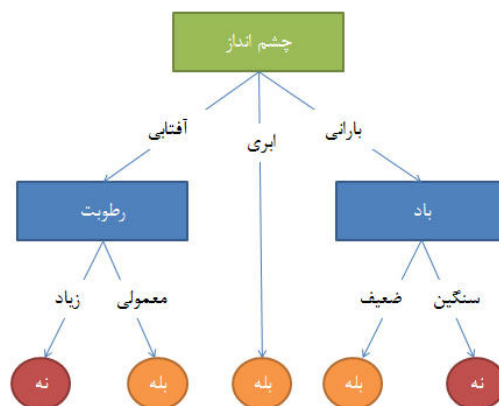 چشم انداز
بارانی
ابری
آفتابی
باد
رطوبت
سنگین
ضعیف
معمولی
زیاد
نه
بله
بله
بله
نه